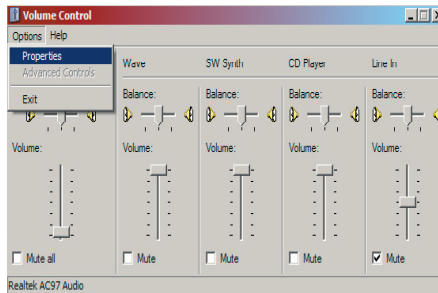 Volume Control
Options Help
Properties
Advanced Controls
Exit
Wave SW Synth CD Player Line In
Balance: Balance: Balance: Balance:
Volume: Volume: Volume: Volume: Volume:
Mute all Mute Mute Mute Mute
Realtek AC97 Audio